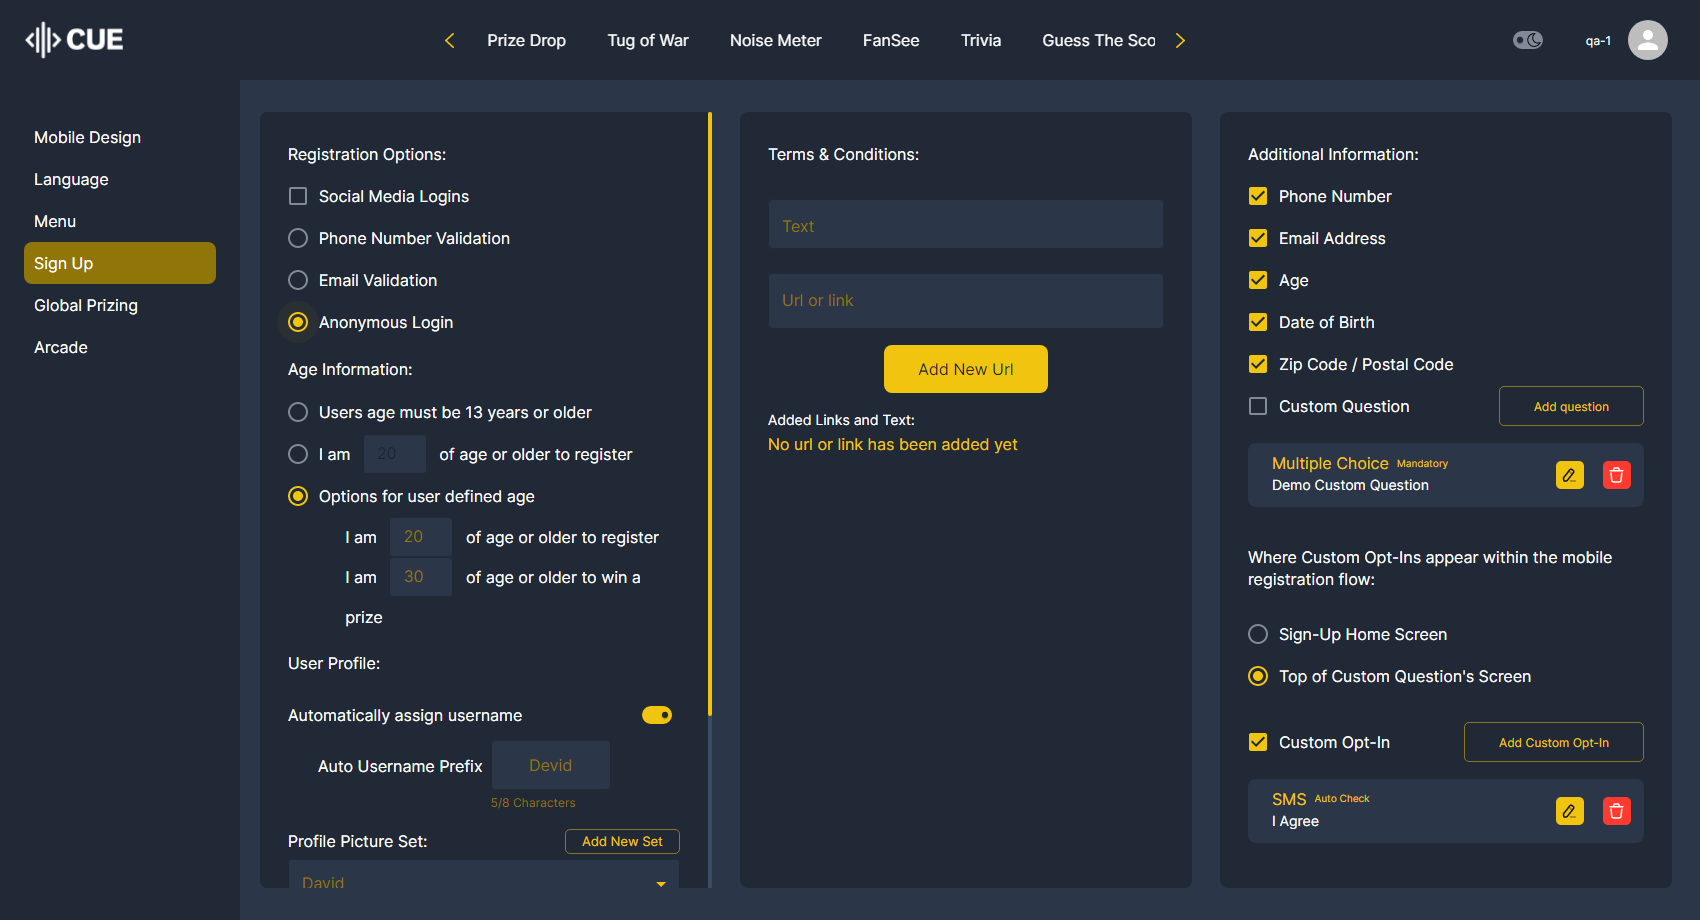 CUE
Prize Drop
Tug of War
Noise Meter
FanSee
Trivia
Guess The Sco
qa-1
Mobile Design
Language
Menu
Sign Up
Global Prizing
Arcade
Registration Options:
Social Media Logins
Phone Number Validation
Email Validation
Anonymous Login
Age Information:
Users age must be 13 years or older
I am 20 of age or older to register
Options for user defined age
I am 20 of age or older to register
I am 30 of age or older to win a
prize
User Profile:
Automatically assign username
Auto Username Prefix Devid
5/8 Characters
Profile Picture Set: Add New Set
David
Terms & Conditions:
Text
Url or link
Add New Url
Added Links and Text:
No url or link has been added yet
Additional Information:
Phone Number
Email Address
Age
Date of Birth
Zip Code / Postal Code
Custom Question Add question
Multiple Choice Mandatory
Demo Custom Question
Where Custom Opt-Ins appear within the mobile
registration flow:
Sign-Up Home Screen
Top of Custom Question's Screen
Custom Opt-In Add Custom Opt-In
SMS Auto Check
I Agree